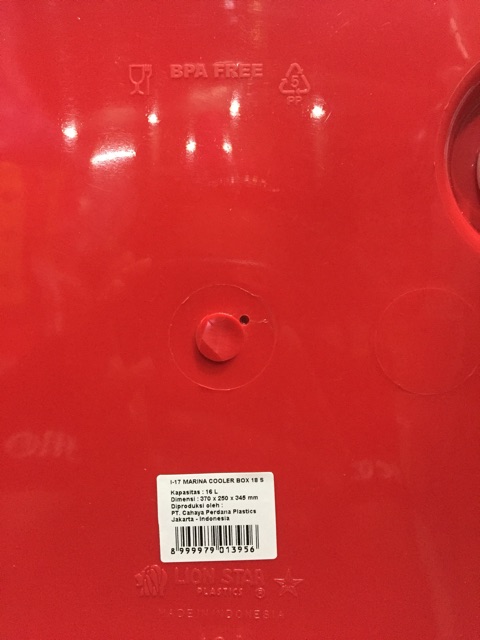 BPA FREE
5
PP
I-17 MARINA COOLER BOX 18 S
Kapasitas : 16 L
Dimensi : 370 x 250 x 345 mm
Diproduksi oleh :
PT. Cahaya Perdana Plastics
Jakarta - Indonesia
8 999979 013956
LION STAR
PLASTICS ®
MADE IN INDONESIA